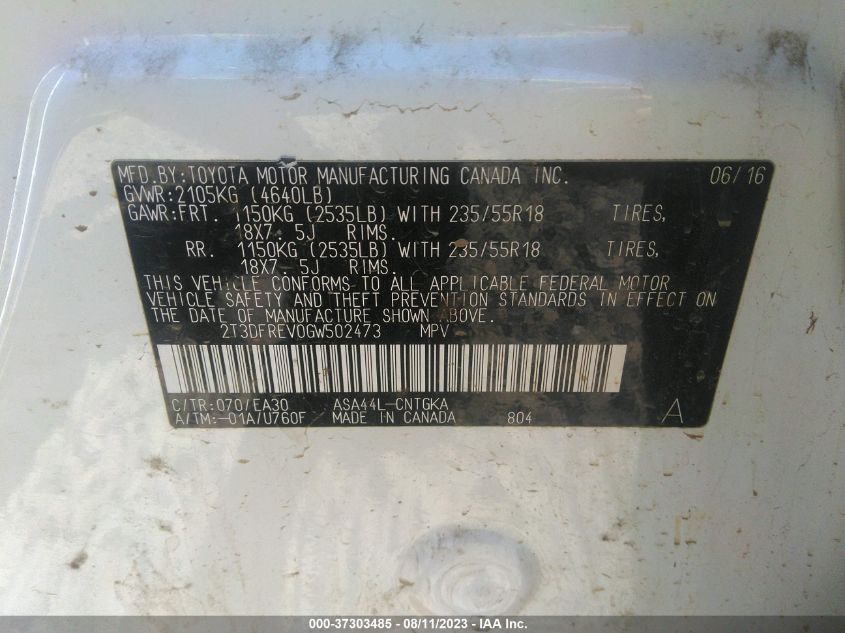 MFD.BY:TOYOTA MOTOR MANUFACTURING CANADA INC. 06/16
GVWR:2105KG (4640LB)
GAWR:FRT. 1150KG (2535LB) WITH 235/55R18 TIRES,
18X7.5J RIMS.
RR. 1150KG (2535LB) WITH 235/55R18 TIRES,
18X7.5J RIMS.
THIS VEHICLE CONFORMS TO ALL APPLICABLE FEDERAL MOTOR
VEHICLE SAFETY AND THEFT PREVENTION STANDARDS IN EFFECT ON
THE DATE OF MANUFACTURE SHOWN ABOVE.
2T3DFREV0GW502473 MPV
C/TR:070/EA30 ASA44L-CNTGKA
A/TM:-01A/U760F MADE IN CANADA 804 A
000-37303485 - 08/11/2023 - IAA Inc.